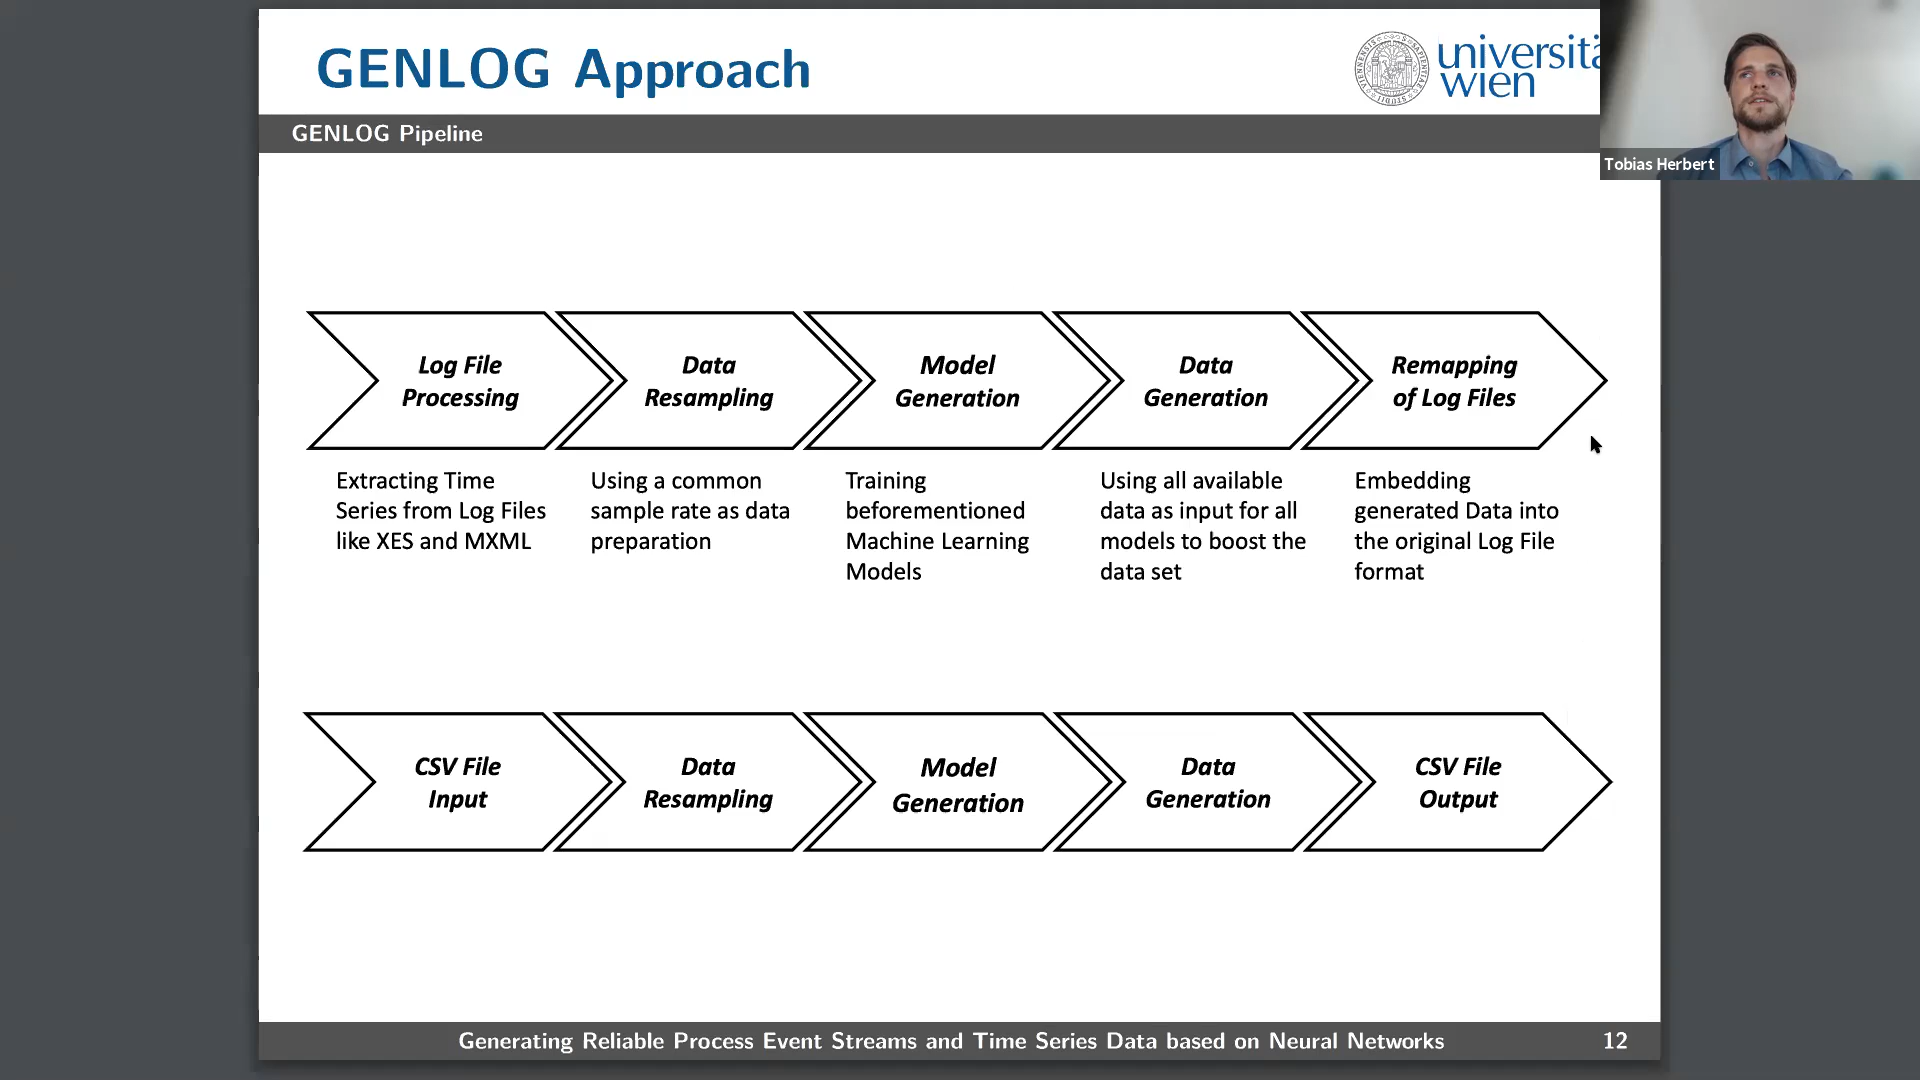 GENLOG Approach
universitä
wien
Tobias Herbert
GENLOG Pipeline
Log File
Processing
Data
Resampling
Model
Generation
Data
Generation
Remapping
of Log Files
Extracting Time
Series from Log Files
like XES and MXML
Using a common
sample rate as data
preparation
Training
beforementioned
Machine Learning
Models
Using all available
data as input for all
models to boost the
data set
Embedding
generated Data into
the original Log File
format
CSV File
Input
Data
Resampling
Model
Generation
Data
Generation
CSV File
Output
Generating Reliable Process Event Streams and Time Series Data based on Neural Networks
12